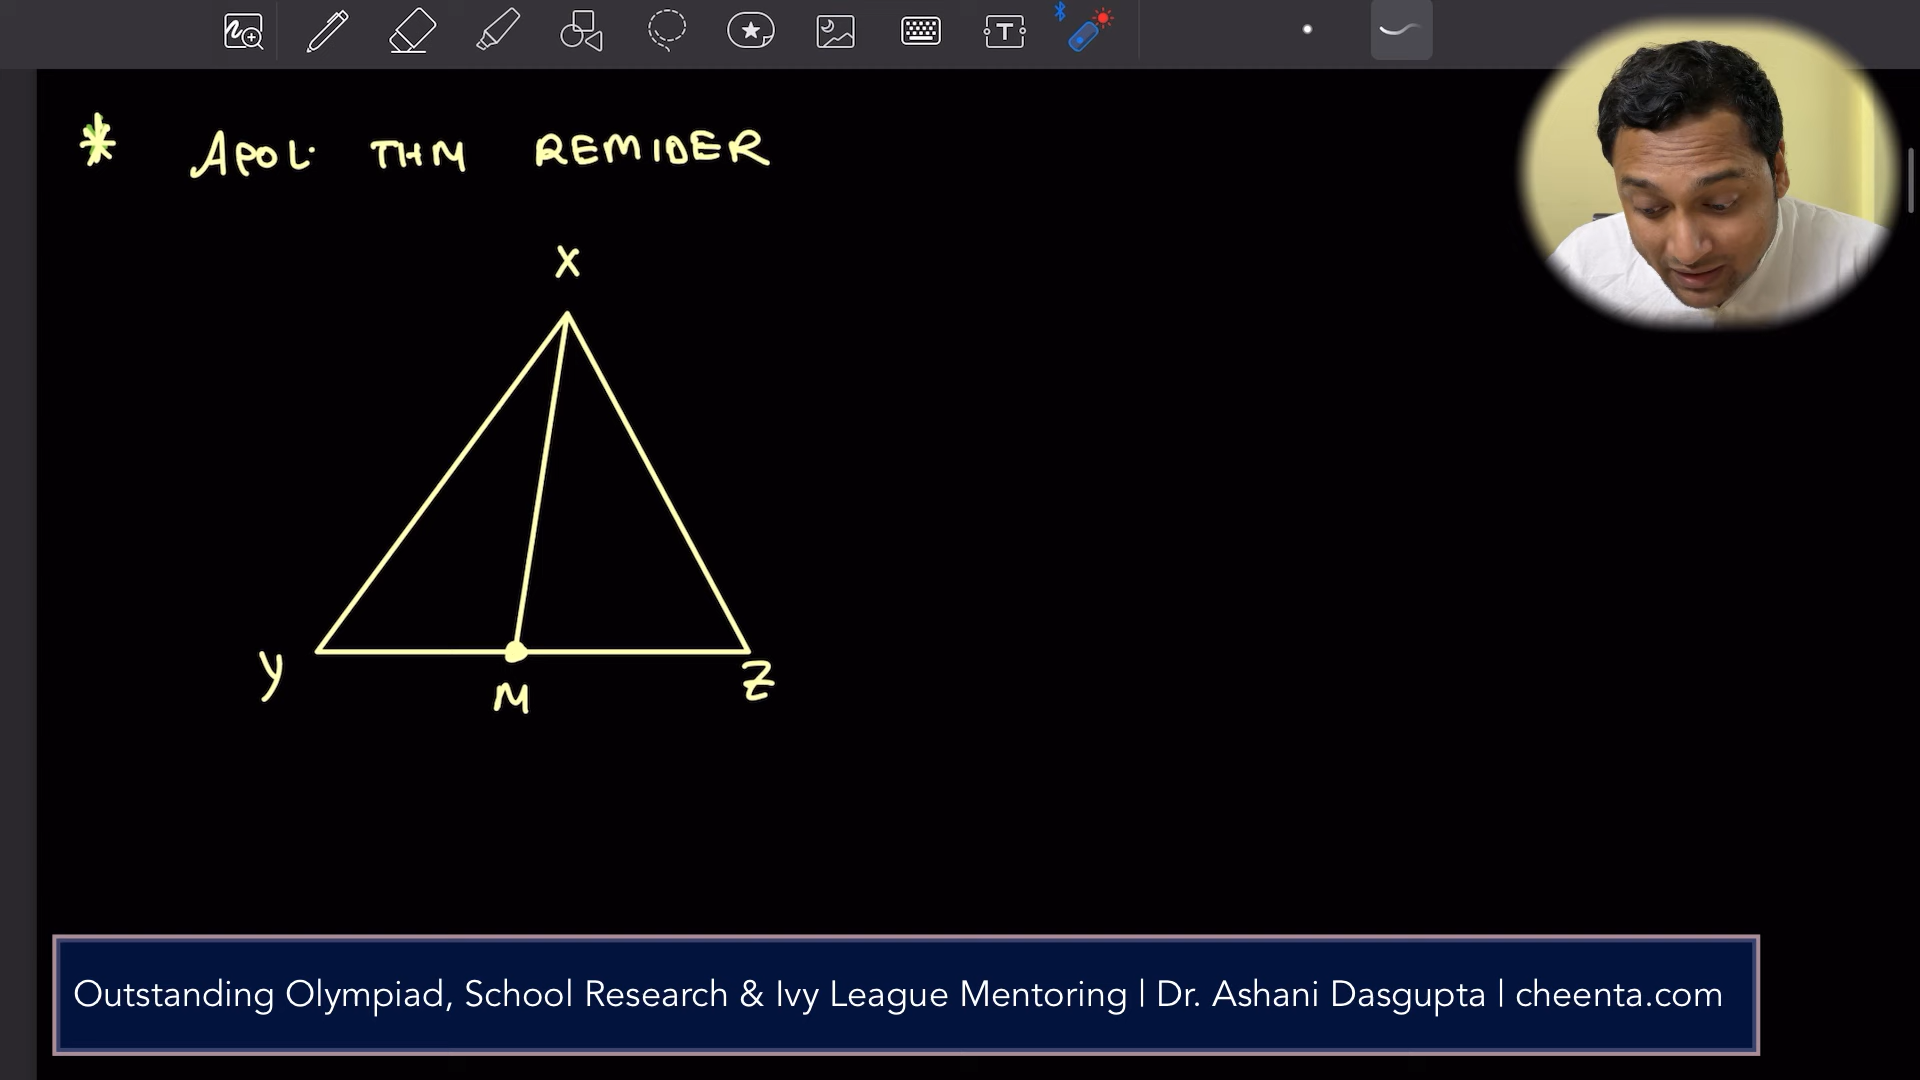 * APOL. THM REMIDER
X
Y
M
Z
Outstanding Olympiad, School Research & Ivy League Mentoring | Dr. Ashani Dasgupta | cheenta.com